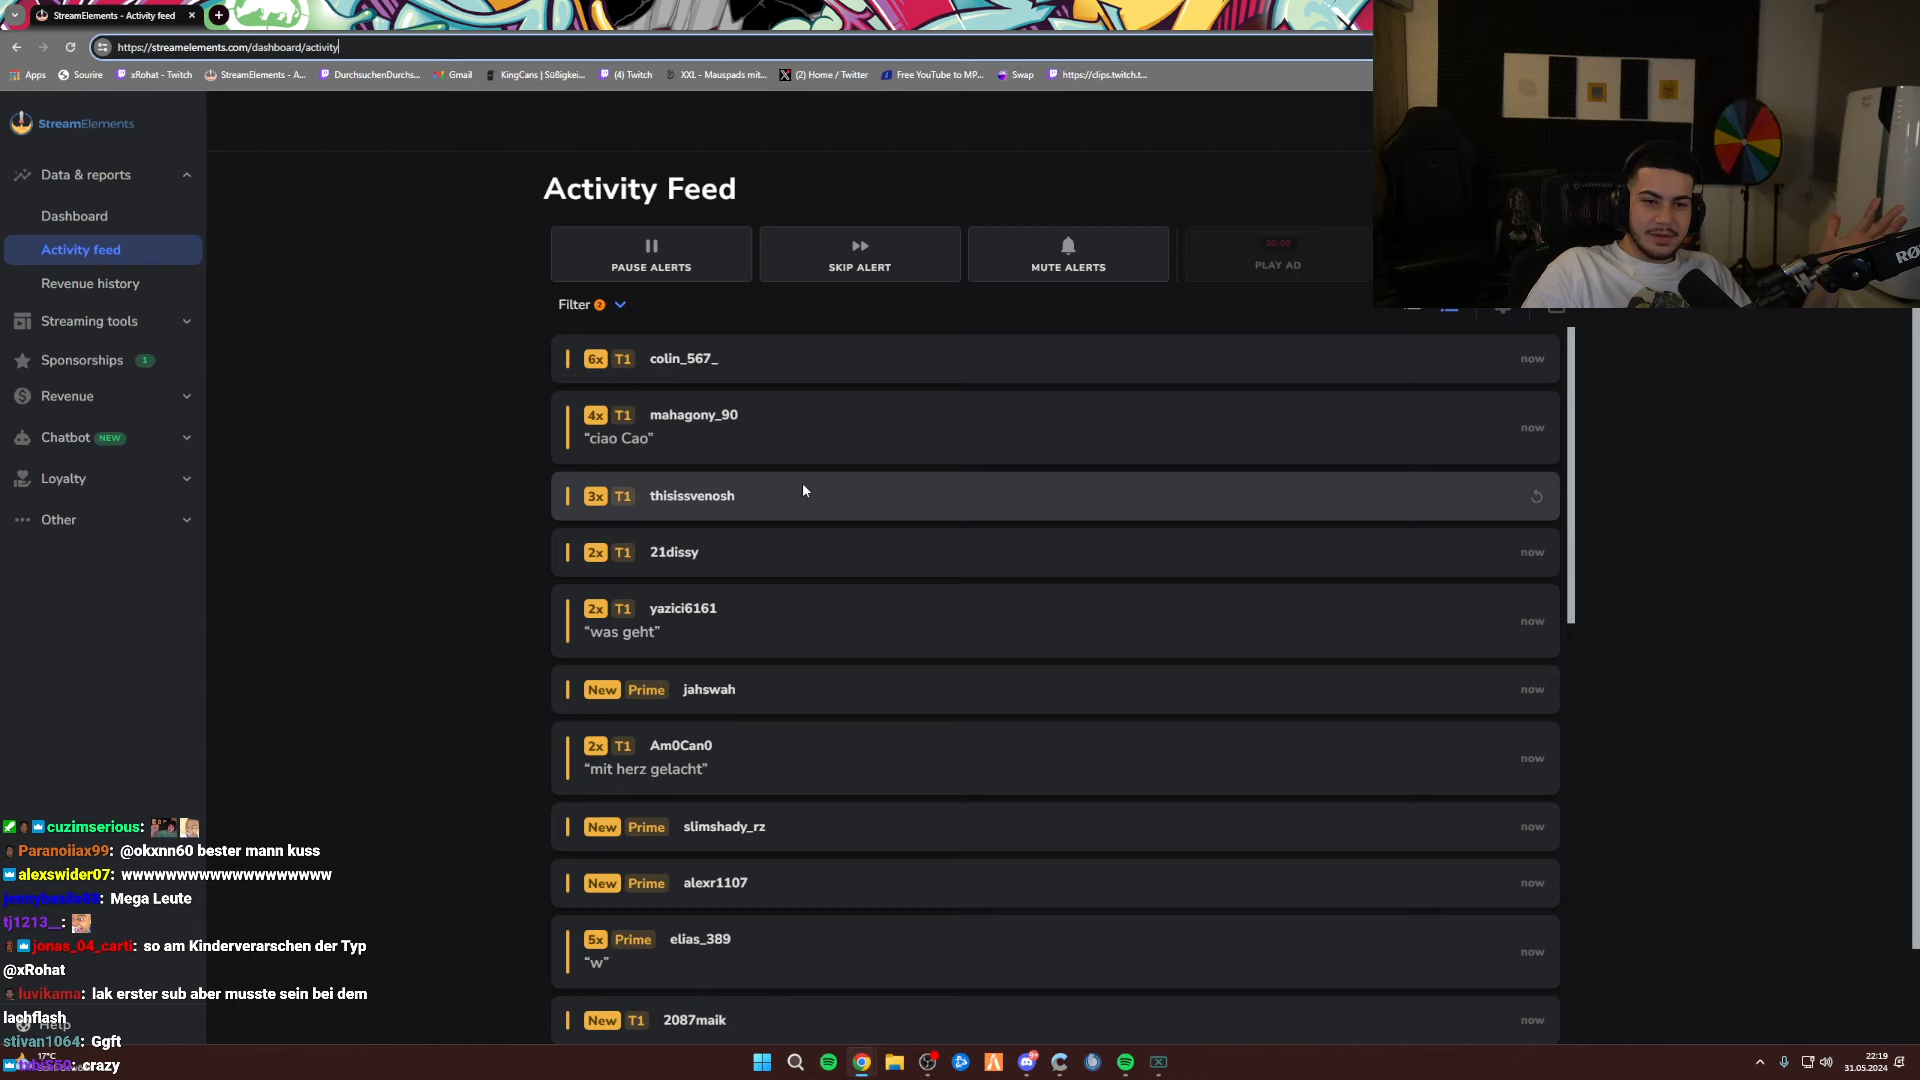 StreamElements - Activity feed
https://streamelements.com/dashboard/activity
Apps
Sourire
xRohat - Twitch
StreamElements - A...
DurchsuchenDurchs...
Gmail
KingCans | Süßigkei...
(4) Twitch
XXL - Mauspads mit...
(2) Home / Twitter
Free YouTube to MP...
Swap
https://clips.twitch.t...
StreamElements
Data & reports
Dashboard
Activity feed
Revenue history
Streaming tools
Sponsorships 1
Revenue
Chatbot NEW
Loyalty
Other
Help
Activity Feed
PAUSE ALERTS
SKIP ALERT
MUTE ALERTS
00:00
PLAY AD
Filter 2
6x T1 colin_567_ now
4x T1 mahagony_90
“ciao Cao”
now
3x T1 thisissvenosh
2x T1 21dissy now
2x T1 yazici6161
“was geht”
now
New Prime jahswah now
2x T1 Am0Can0
“mit herz gelacht”
now
New Prime slimshady_rz now
New Prime alexr1107 now
5x Prime elias_389
“w”
now
New T1 2087maik now
cuzimserious:
Paranoiiax99: @okxnn60 bester mann kuss
alexswider07: wwwwwwwwwwwwwwwwwww
: Mega Leute
tj1213__:
jonas_04_carti: so am Kinderverarschen der Typ
@xRohat
luvikama: lak erster sub aber musste sein bei dem
lachflash
stivan1064: Ggft
: crazy
17°C
22:19
31.05.2024
RØ